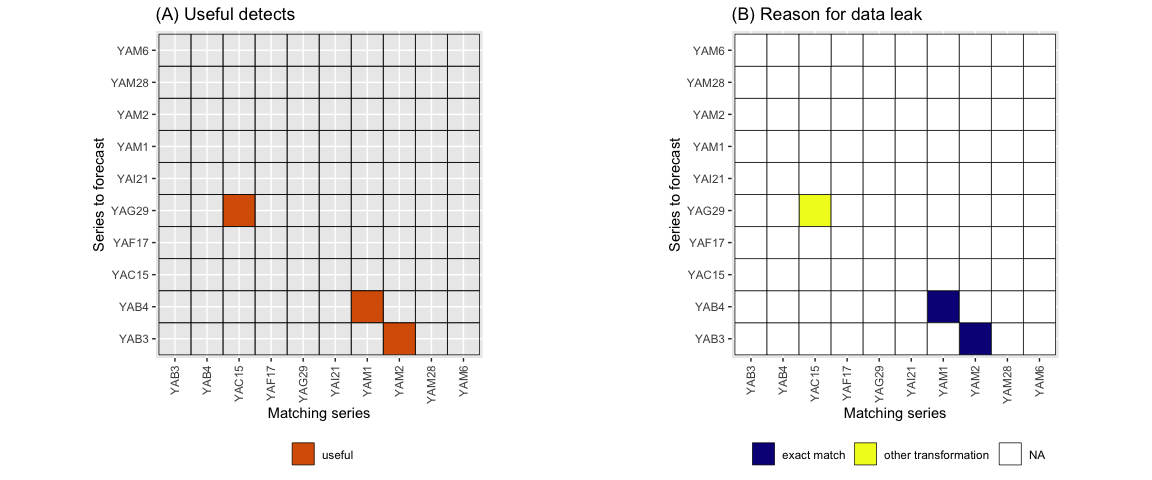 (A) Useful detects
Series to forecast
YAM6
YAM28
YAM2
YAM1
YAI21
YAG29
YAF17
YAC15
YAB4
YAB3
YAB3 YAB4 YAC15 YAF17 YAG29 YAI21 YAM1 YAM2 YAM28 YAM6
Matching series
useful
(B) Reason for data leak
Series to forecast
YAM6
YAM28
YAM2
YAM1
YAI21
YAG29
YAF17
YAC15
YAB4
YAB3
YAB3 YAB4 YAC15 YAF17 YAG29 YAI21 YAM1 YAM2 YAM28 YAM6
Matching series
exact match other transformation NA